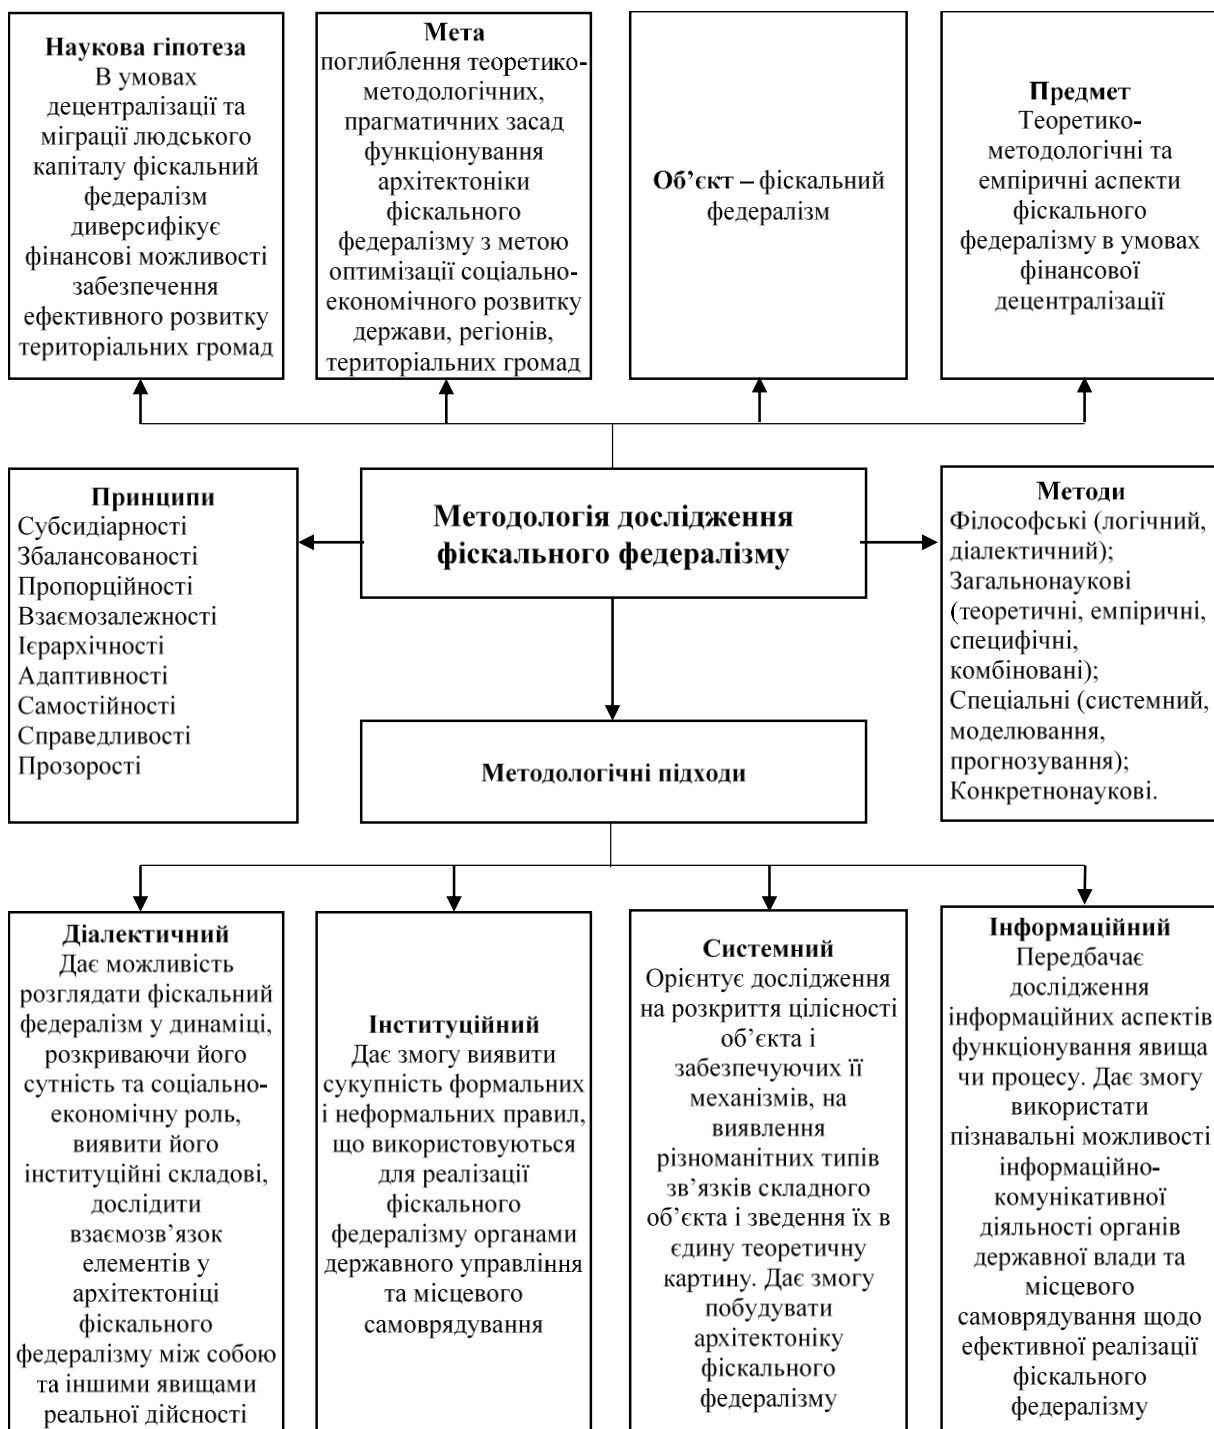 Наукова гіпотеза
В умовах
децентралізації та
міграції людського
капіталу фіскальний
федералізм
диверсифікує
фінансові можливості
забезпечення
ефективного розвитку
територіальних громад
Мета
поглиблення теоретико-
методологічних,
прагматичних засад
функціонування
архітектоніки
фіскального
федералізму з метою
оптимізації соціально-
економічного розвитку
держави, регіонів,
територіальних громад
Об’єкт – фіскальний
федералізм
Предмет
Теоретико-
методологічні та
емпіричні аспекти
фіскального
федералізму в умовах
фінансової
децентралізації
Принципи
Субсидіарності
Збалансованості
Пропорційності
Взаємозалежності
Ієрархічності
Адаптивності
Самостійності
Справедливості
Прозорості
Методологія дослідження
фіскального федералізму
Методи
Філософські (логічний,
діалектичний);
Загальнонаукові
(теоретичні, емпіричні,
специфічні,
комбіновані);
Спеціальні (системний,
моделювання,
прогнозування);
Конкретнонаукові.
Методологічні підходи
Діалектичний
Дає можливість
розглядати фіскальний
федералізм у динаміці,
розкриваючи його
сутність та соціально-
економічну роль,
виявити його
інституційні складові,
дослідити
взаємозв’язок
елементів у
архітектоніці
фіскального
федералізму між собою
та іншими явищами
реальної дійсності
Інституційний
Дає змогу виявити
сукупність формальних
і неформальних правил,
що використовуються
для реалізації
фіскального
федералізму органами
державного управління
та місцевого
самоврядування
Системний
Орієнтує дослідження
на розкриття цілісності
об’єкта і
забезпечуючих її
механізмів, на
виявлення
різноманітних типів
зв’язків складного
об’єкта і зведення їх в
єдину теоретичну
картину. Дає змогу
побудувати
архітектоніку
фіскального
федералізму
Інформаційний
Передбачає
дослідження
інформаційних аспектів
функціонування явища
чи процесу. Дає змогу
використати
пізнавальні можливості
інформаційно-
комунікативної
діяльності органів
державної влади та
місцевого
самоврядування щодо
ефективної реалізації
фіскального
федералізму